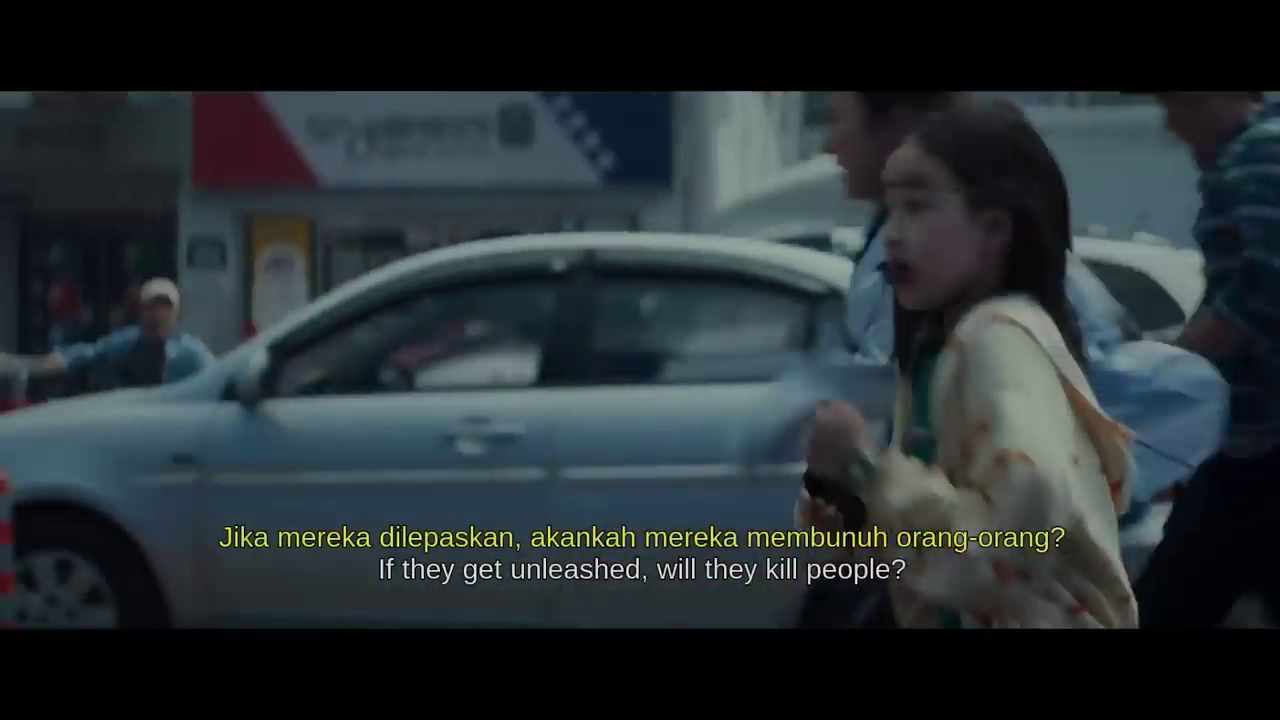 Jika mereka dilepaskan, akankah mereka membunuh orang-orang?
If they get unleashed, will they kill people?